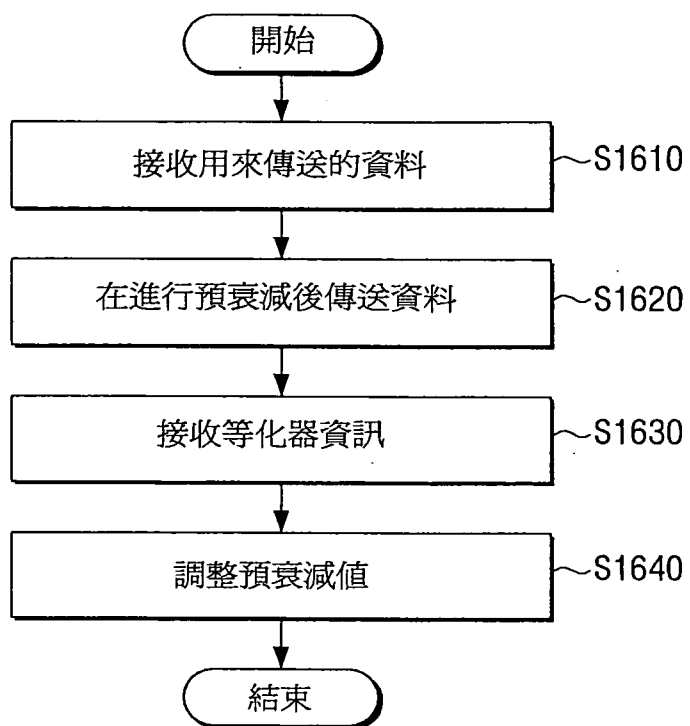 開始
接收用來傳送的資料
S1610
在進行預衰減後傳送資料
S1620
接收等化器資訊
S1630
調整預衰減值
S1640
結束